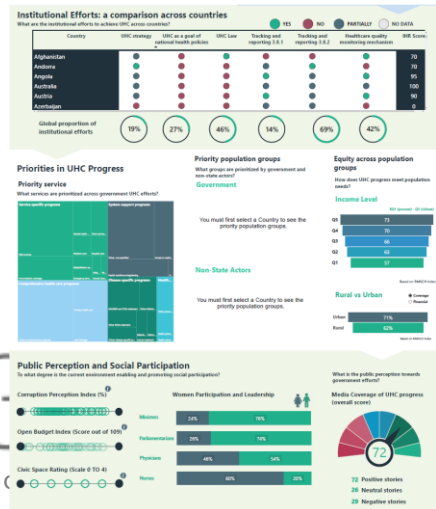 Institutional Efforts: a comparison across countries
What are the institutional efforts to achieve UHC across countries?
YES NO PARTIALLY NO DATA
Country UHC strategy UHC as a goal of national health policies UHC Law Tracking and reporting 3.8.1 Tracking and reporting 3.8.2 Healthcare quality monitoring mechanism IHR Score
Afghanistan 70
Andorra 70
Angola 95
Australia 100
Austria 90
Azerbaijan 0
Global proportion of institutional efforts 19% 27% 46% 14% 69% 42%
Priorities in UHC Progress
Priority service
What services are prioritized across government UHC efforts?
Service-specific programs
System support programs
Disease-specific programs
Health...
Priority population groups
What groups are prioritized by government and non-state actors?
Government
You must first select a Country to see the priority population groups.
Non-State Actors
You must first select a Country to see the priority population groups.
Equity across population groups
How does UHC progress meet population needs?
Income Level
Q5 73
Q4 70
Q3 66
Q2 63
Q1 57
Rural vs Urban
Coverage
Financial
Urban 71%
Rural 62%
Public Perception and Social Participation
To what degree is the current environment enabling and promoting social participation?
Corruption Perception Index (%)
Open Budget Index (Score out of 109)
Civic Space Rating (Scale 0 TO 4)
Women Participation and Leadership
Ministers 24% 76%
Parliamentarians 26% 74%
Physicians 46% 54%
Nurses 80% 20%
What is the public perception towards government efforts?
Media Coverage of UHC progress (overall score)
72
72 Positive stories
26 Neutral stories
29 Negative stories